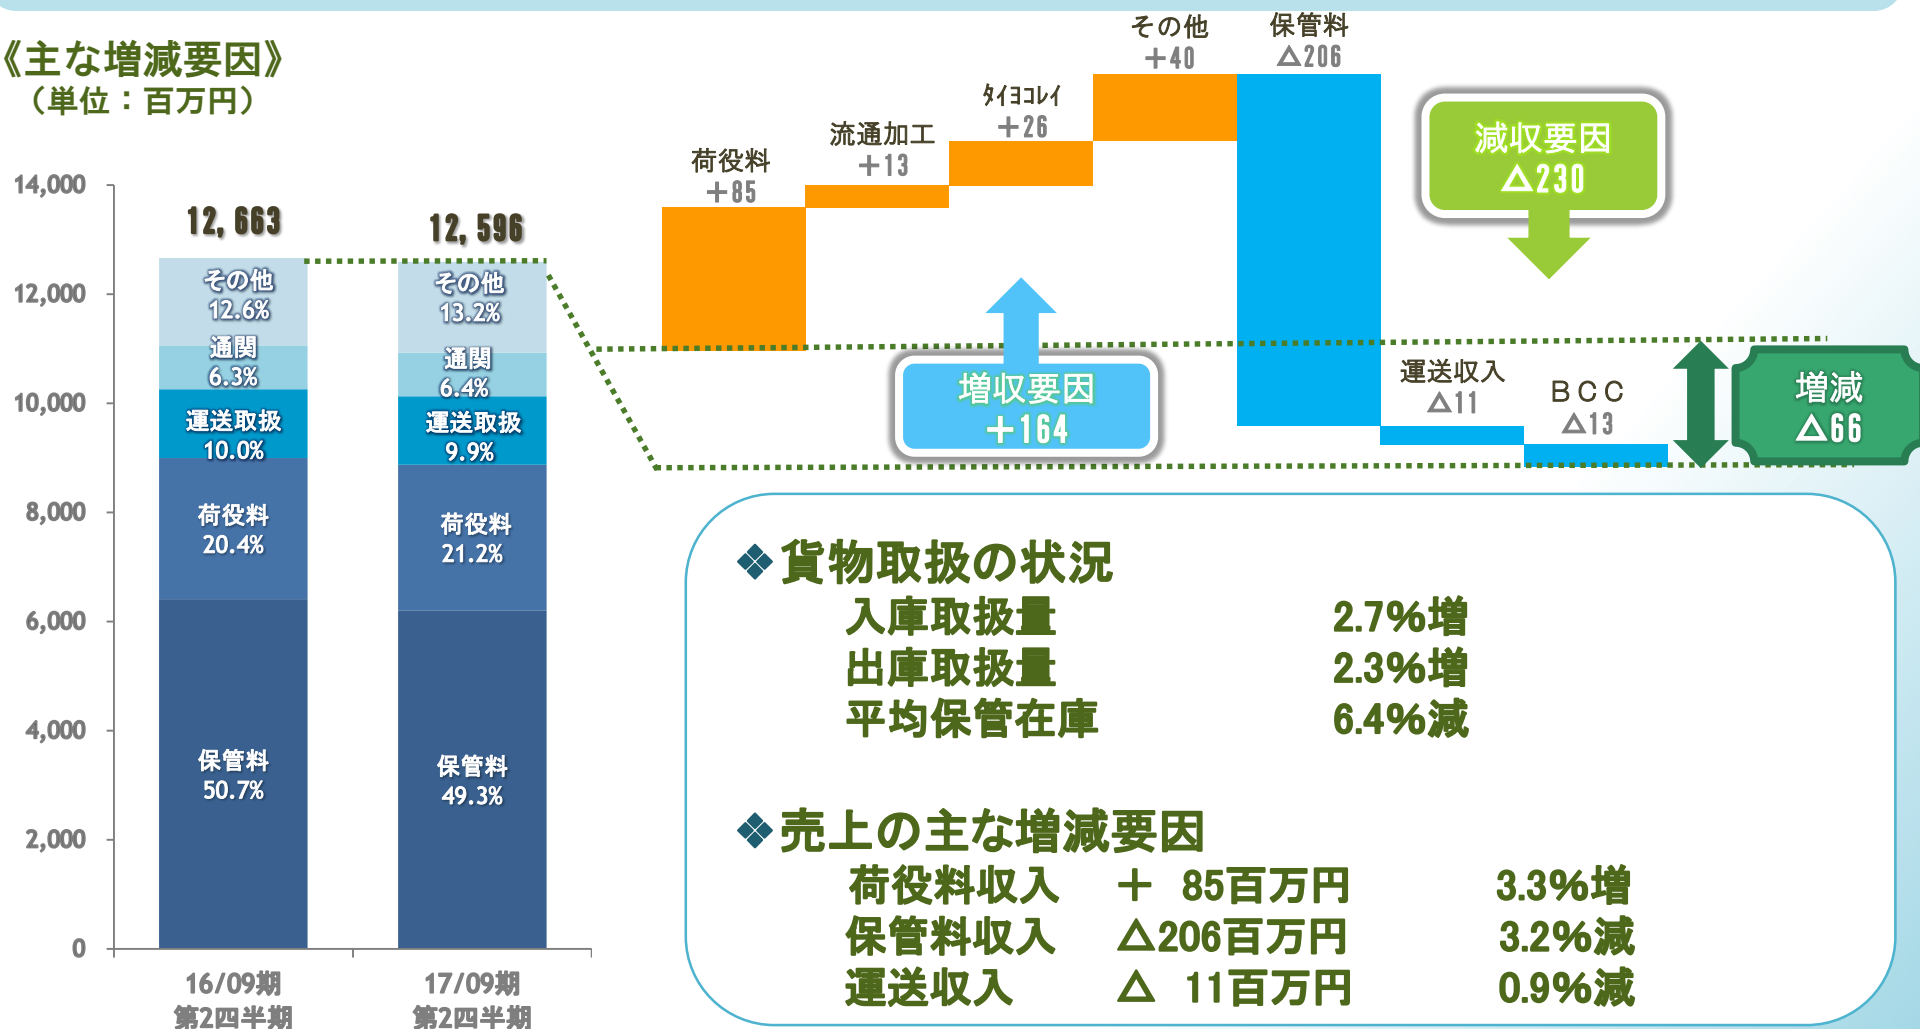 《主な増減要因》
（単位：百万円）
14,000
12,000
10,000
8,000
6,000
4,000
2,000
0
12,663
その他
12.6%
通関
6.3%
運送取扱
10.0%
荷役料
20.4%
保管料
50.7%
16/09期
第2四半期
12,596
その他
13.2%
通関
6.4%
運送取扱
9.9%
荷役料
21.2%
保管料
49.3%
17/09期
第2四半期
荷役料
＋85
流通加工
＋13
ﾀｲﾖｺﾚｲ
＋26
その他
＋40
保管料
△206
運送収入
△11
ＢＣＣ
△13
増収要因
＋164
減収要因
△230
増減
△66
❖貨物取扱の状況
入庫取扱量 2.7%増
出庫取扱量 2.3%増
平均保管在庫 6.4%減
❖売上の主な増減要因
荷役料収入 ＋ 85百万円 3.3%増
保管料収入 △206百万円 3.2%減
運送収入 △ 11百万円 0.9%減